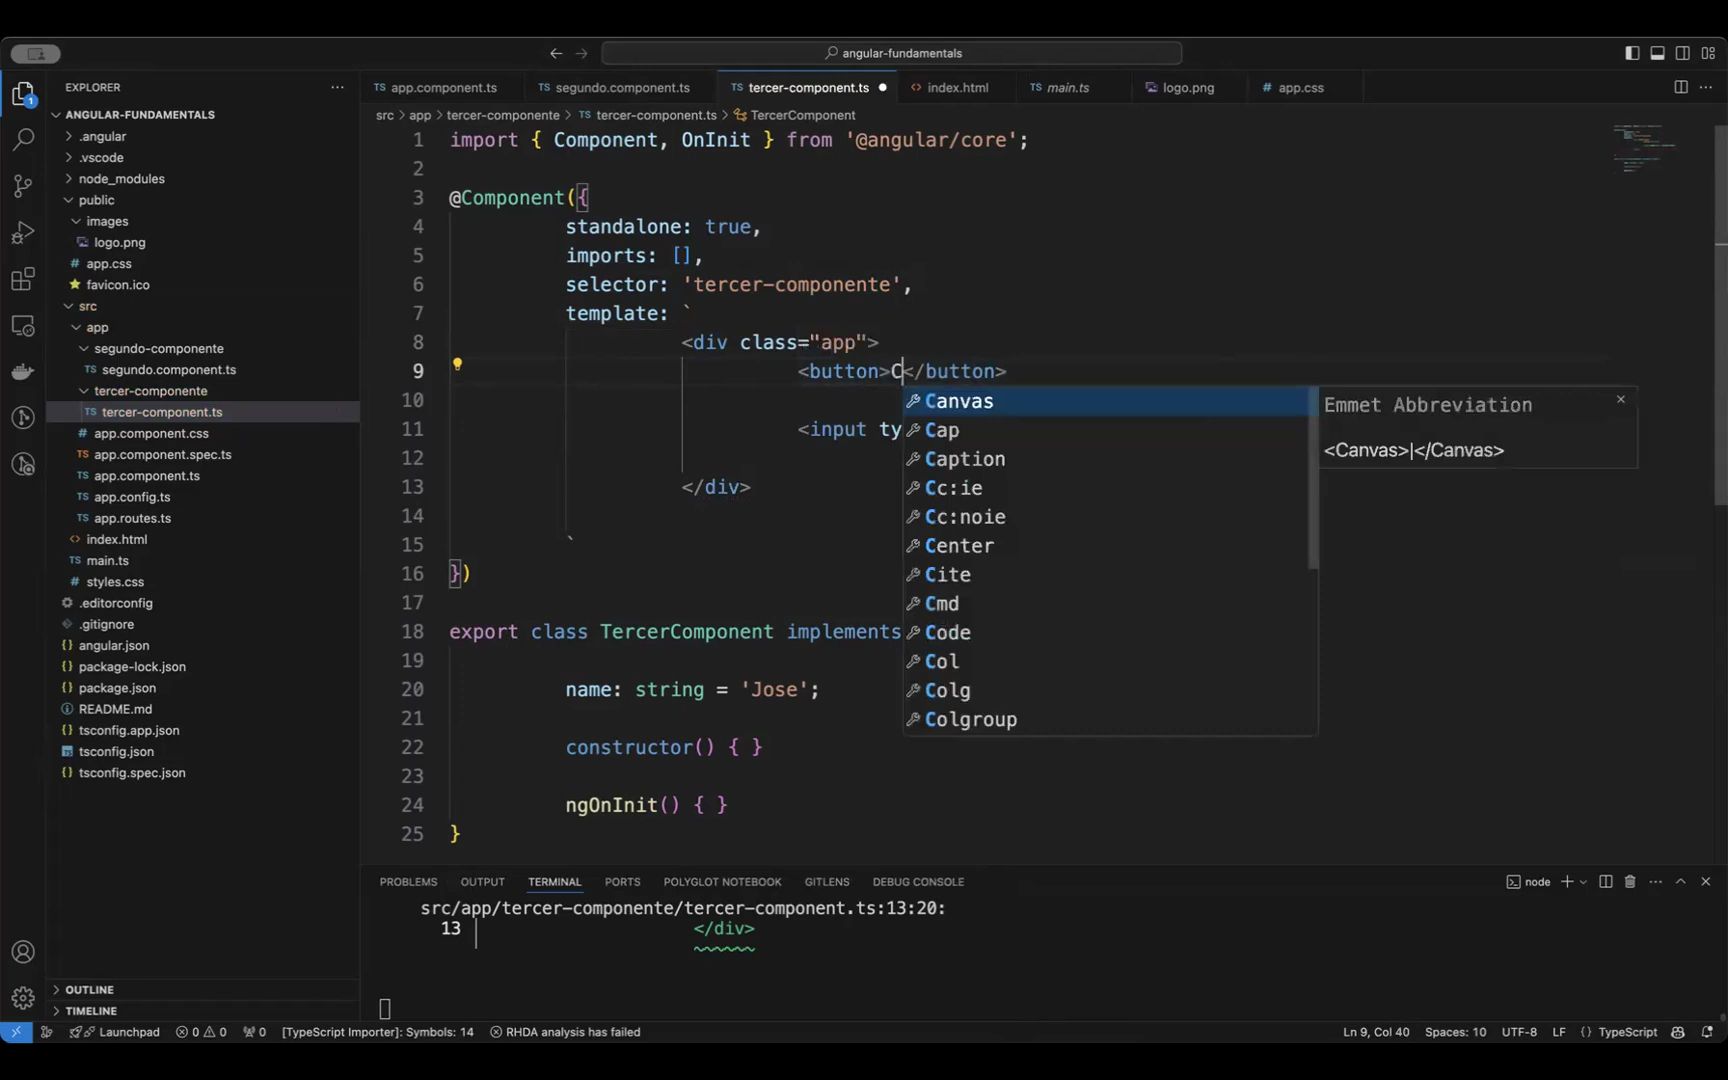 angular-fundamentals
EXPLORER
app.component.ts
segundo.component.ts
tercer-component.ts
index.html
main.ts
logo.png
app.css
ANGULAR-FUNDAMENTALS
.angular
.vscode
node_modules
public
images
logo.png
app.css
favicon.ico
src
app
segundo-componente
segundo.component.ts
tercer-componente
tercer-component.ts
app.component.css
app.component.spec.ts
app.component.ts
app.config.ts
app.routes.ts
index.html
main.ts
styles.css
.editorconfig
.gitignore
angular.json
package-lock.json
package.json
README.md
tsconfig.app.json
tsconfig.json
tsconfig.spec.json
OUTLINE
TIMELINE
src > app > tercer-componente > tercer-component.ts > TercerComponent
1 import { Component, OnInit } from '@angular/core';
2
3 @Component({
4 standalone: true,
5 imports: [],
6 selector: 'tercer-componente',
7 template: `
8 <div class="app">
9 <button>C</button>
10
11 <input ty
12
13 </div>
14
15 `
16 })
17
18 export class TercerComponent implements
19
20 name: string = 'Jose';
21
22 constructor() { }
23
24 ngOnInit() { }
25 }
Canvas
Cap
Caption
Cc:ie
Cc:noie
Center
Cite
Cmd
Code
Col
Colg
Colgroup
Emmet Abbreviation
<Canvas>|</Canvas>
PROBLEMS OUTPUT TERMINAL PORTS POLYGLOT NOTEBOOK GITLENS DEBUG CONSOLE
node
src/app/tercer-componente/tercer-component.ts:13:20:
13 │ </div>
Launchpad 0 0 0 [TypeScript Importer]: Symbols: 14 RHDA analysis has failed Ln 9, Col 40 Spaces: 10 UTF-8 LF {} TypeScript